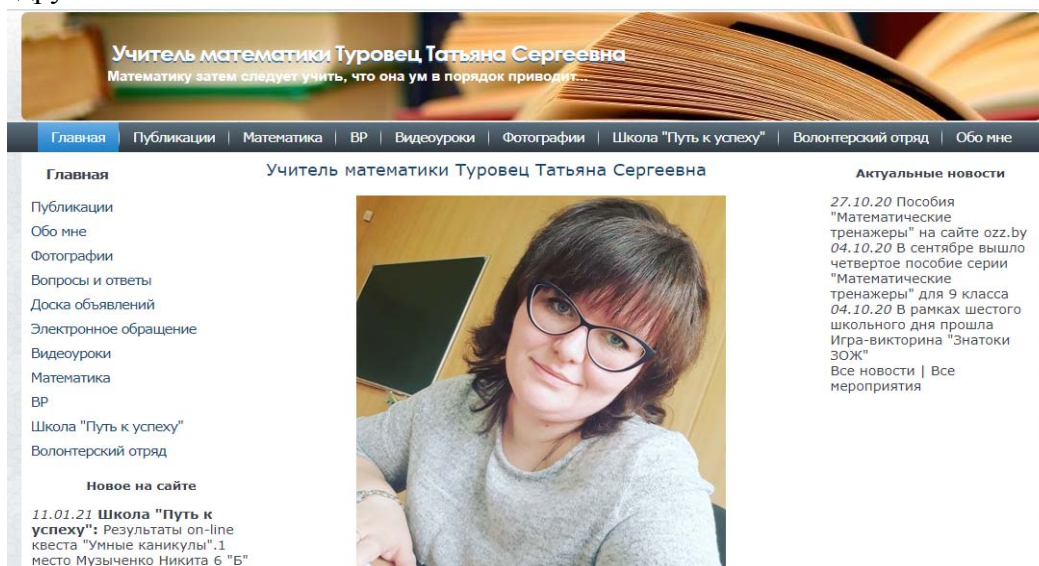 Учитель математики Туровец Татьяна Сергеевна
Математику затем следует учить, что она ум в порядок приводит...
Главная | Публикации | Математика | ВР | Видеоуроки | Фотографии | Школа "Путь к успеху" | Волонтерский отряд | Обо мне
Главная
Публикации
Обо мне
Фотографии
Вопросы и ответы
Доска объявлений
Электронное обращение
Видеоуроки
Математика
ВР
Школа "Путь к успеху"
Волонтерский отряд
Новое на сайте
11.01.21 Школа "Путь к
успеху": Результаты on-line
квеста "Умные каникулы".1
место Музыченко Никита 6 "Б"
Учитель математики Туровец Татьяна Сергеевна
Актуальные новости
27.10.20 Пособия
"Математические
тренажеры" на сайте ozz.by
04.10.20 В сентябре вышло
четвертое пособие серии
"Математические
тренажеры" для 9 класса
04.10.20 В рамках шестого
школьного дня прошла
Игра-викторина "Знатоки
ЗОЖ"
Все новости | Все
мероприятия